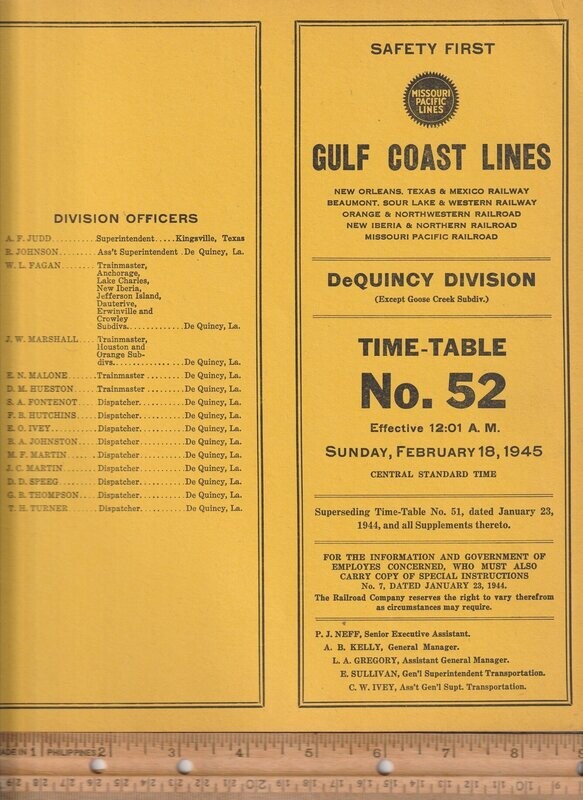 DIVISION OFFICERS
A. F. JUDD.......... Superintendent.....Kingsville, Texas
R. JOHNSON......... Ass't Superintendent .De Quincy, La.
W. L. FAGAN........ Trainmaster,
Anchorage,
Lake Charles,
New Iberia,
Jefferson Island,
Dauterive,
Erwinville and
Crowley
Subdivs.............De Quincy, La.
J. W. MARSHALL.... Trainmaster,
Houston and
Orange Sub-
divs................De Quincy, La.
E. N. MALONE...... Trainmaster .........De Quincy, La.
D. M. HUESTON..... Trainmaster .........De Quincy, La.
S. A. FONTENOT.... Dispatcher..........De Quincy, La.
F. B. HUTCHINS..... Dispatcher..........De Quincy, La.
E. O. IVEY.......... Dispatcher..........De Quincy, La.
B. A. JOHNSTON..... Dispatcher..........De Quincy, La.
M. F. MARTIN....... Dispatcher..........De Quincy, La.
J. C. MARTIN........ Dispatcher..........De Quincy, La.
D. D. SPEEG......... Dispatcher..........De Quincy, La.
G. B. THOMPSON..... Dispatcher..........De Quincy, La.
T. H. TURNER....... Dispatcher..........De Quincy, La.
SAFETY FIRST
MISSOURI
PACIFIC
LINES
GULF COAST LINES
NEW ORLEANS, TEXAS & MEXICO RAILWAY
BEAUMONT, SOUR LAKE & WESTERN RAILWAY
ORANGE & NORTHWESTERN RAILROAD
NEW IBERIA & NORTHERN RAILROAD
MISSOURI PACIFIC RAILROAD
DeQUINCY DIVISION
(Except Goose Creek Subdiv.)
TIME-TABLE
No. 52
Effective 12:01 A. M.
SUNDAY, FEBRUARY 18, 1945
CENTRAL STANDARD TIME
Superseding Time-Table No. 51, dated January 23,
1944, and all Supplements thereto.
FOR THE INFORMATION AND GOVERNMENT OF
EMPLOYES CONCERNED, WHO MUST ALSO
CARRY COPY OF SPECIAL INSTRUCTIONS
No. 7, DATED JANUARY 23, 1944.
The Railroad Company reserves the right to vary therefrom
as circumstances may require.
P. J. NEFF, Senior Executive Assistant.
A. B. KELLY, General Manager.
L. A. GREGORY, Assistant General Manager.
E. SULLIVAN, Gen'l Superintendent Transportation.
C. W. IVEY, Ass't Gen'l Supt. Transportation.
MADE IN 1 PHILIPPINES 2 3 4 5 6 7 8